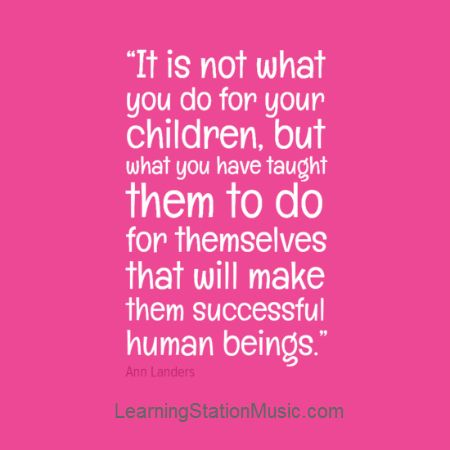 “It is not what
you do for your
children, but
what you have taught
them to do
for themselves
that will make
them successful
human beings.”
Ann Landers
LearningStationMusic.com